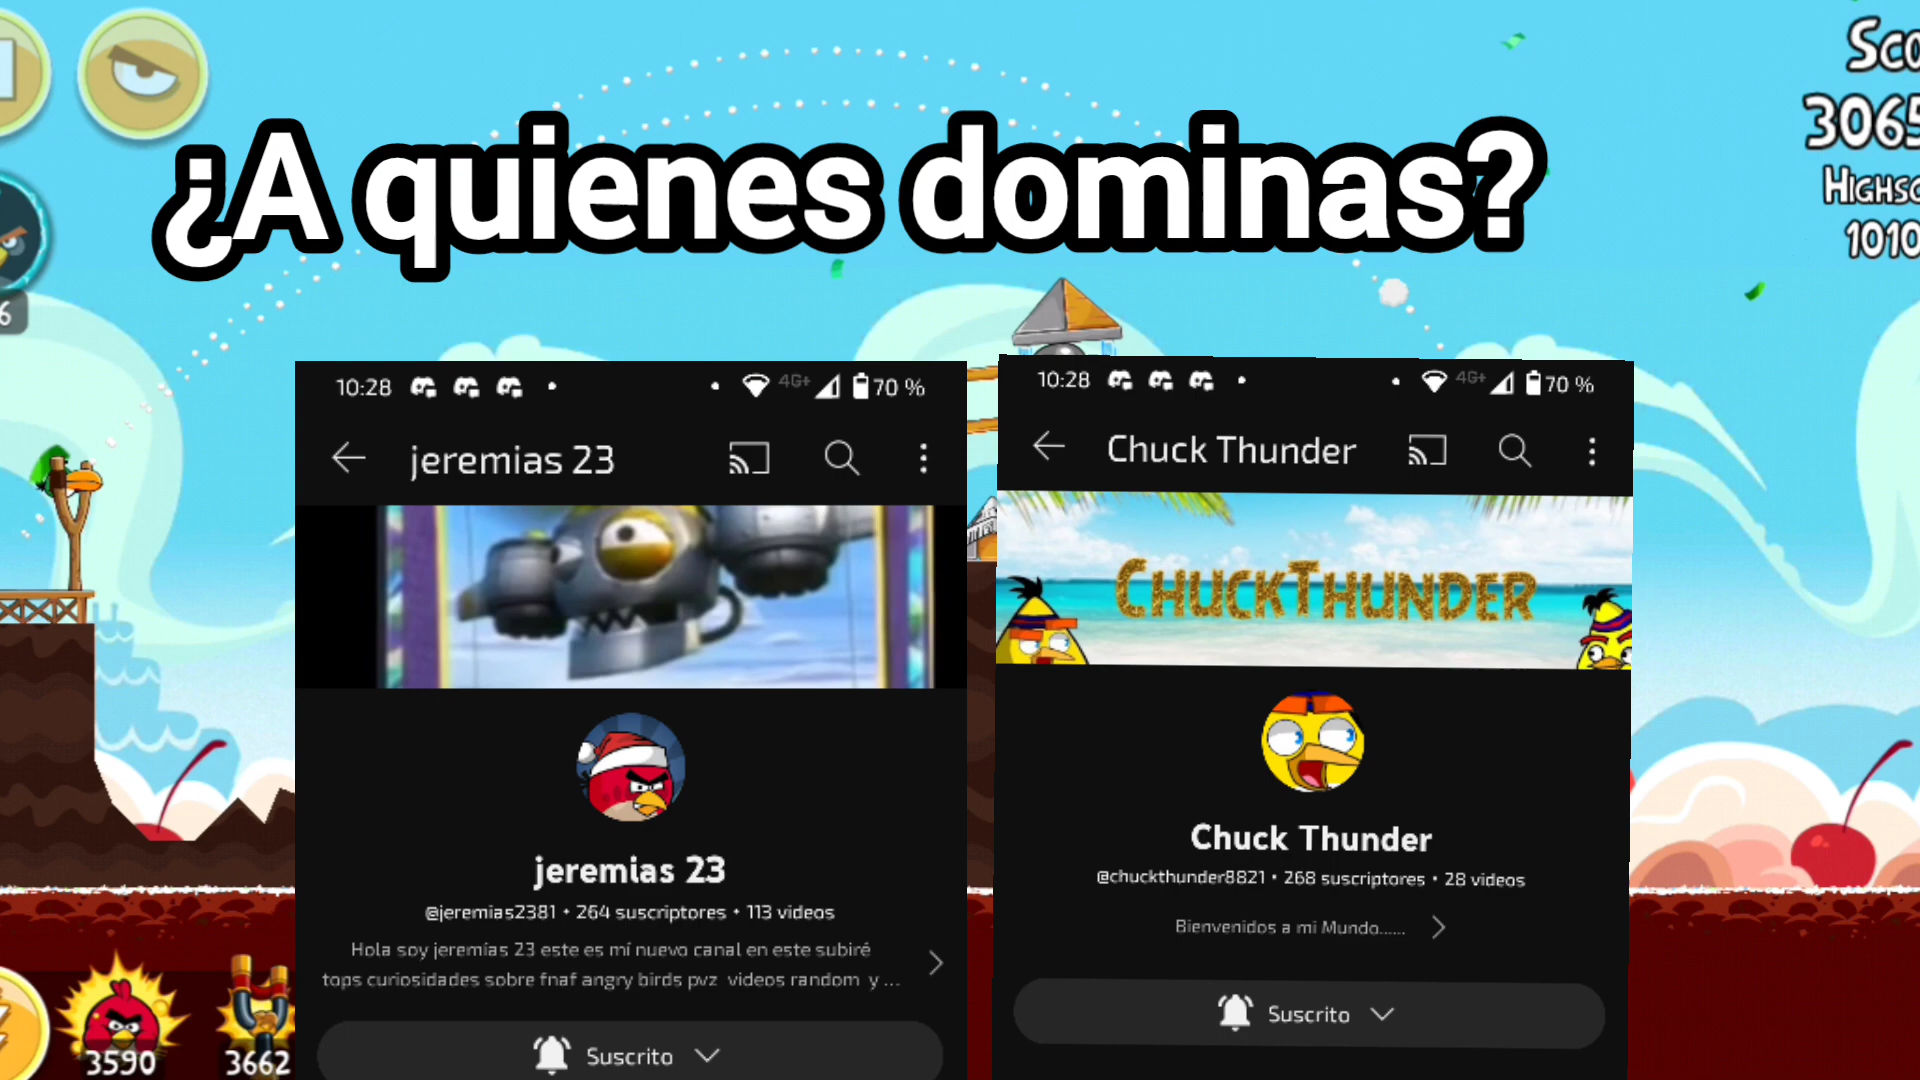 ¿A quienes dominas?
Sco
3065
Highsc
1010
6
10:28 4G+ 70 %
jeremias 23
jeremias 23
@jeremias2381 • 264 suscriptores • 113 videos
Hola soy jeremías 23 este es mí nuevo canal en este subiré
tops curiosidades sobre fnaf angry birds pvz videos random y ...
Suscrito
10:28 4G+ 70 %
Chuck Thunder
ChuckThunder
Chuck Thunder
@chuckthunder8821 • 268 suscriptores • 28 videos
Bienvenidos a mi Mundo......
Suscrito
3590
3662